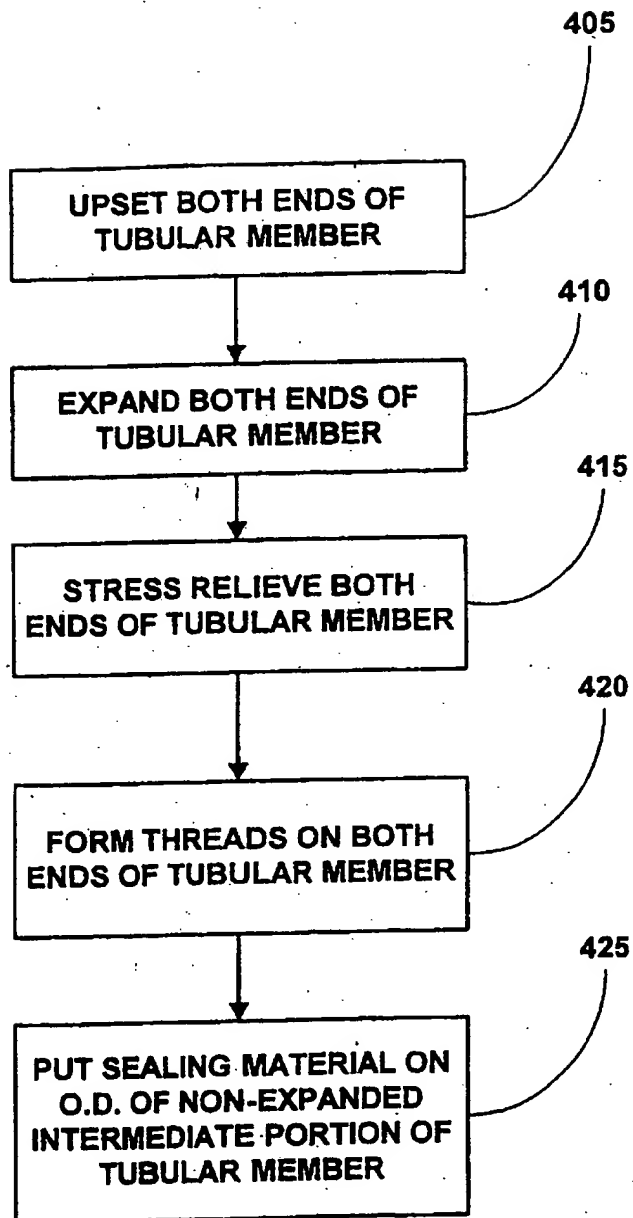 405
UPSET BOTH ENDS OF
TUBULAR MEMBER
410
EXPAND BOTH ENDS OF
TUBULAR MEMBER
415
STRESS RELIEVE BOTH
ENDS OF TUBULAR MEMBER
420
FORM THREADS ON BOTH
ENDS OF TUBULAR MEMBER
425
PUT SEALING MATERIAL ON
O.D. OF NON-EXPANDED
INTERMEDIATE PORTION OF
TUBULAR MEMBER